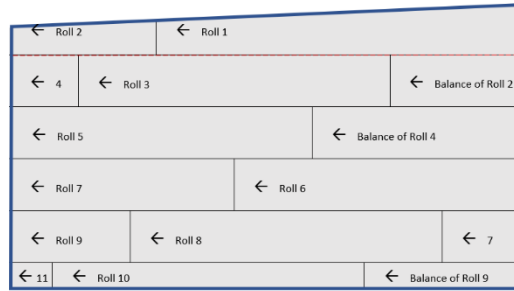 ← Roll 2 ← Roll 1
← 4 ← Roll 3 ← Balance of Roll 2
← Roll 5 ← Balance of Roll 4
← Roll 7 ← Roll 6
← Roll 9 ← Roll 8 ← 7
← 11 ← Roll 10 ← Balance of Roll 9